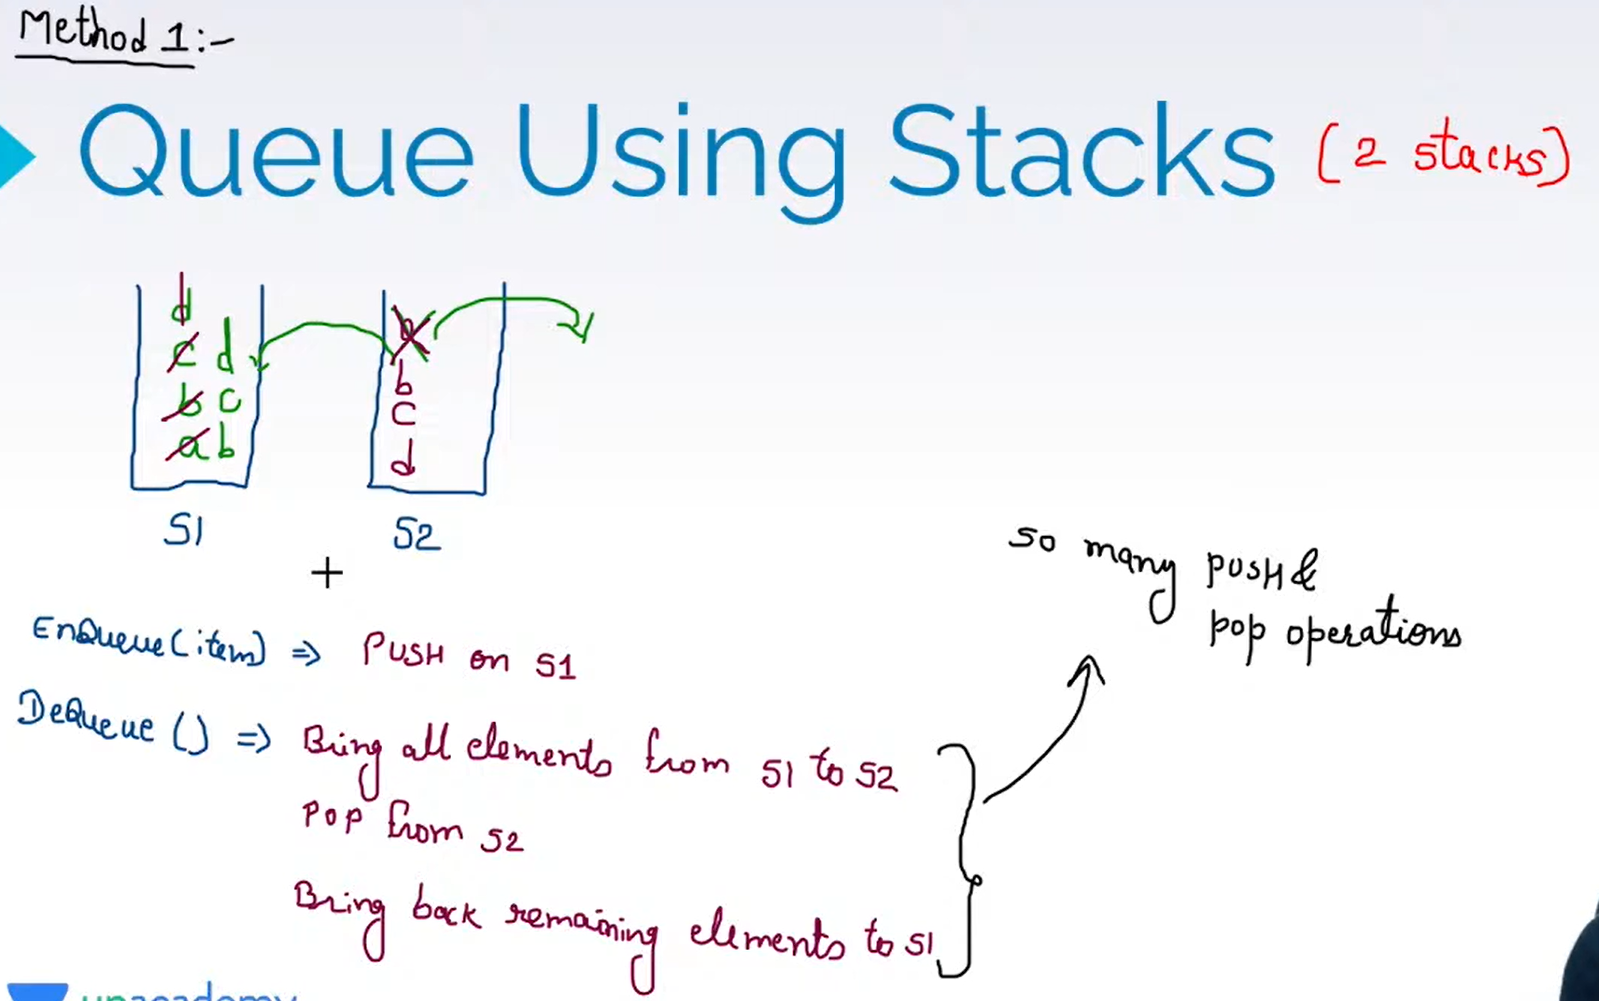 Method 1:-
Queue Using Stacks (2 stacks)
d
c d
b c
a b
b
c
d
S1 S2
+
EnQueue(item) => PUSH on S1
DeQueue () => Bring all elements from S1 to S2
POP from S2
Bring back remaining elements to S1
so many PUSH &
pop operations